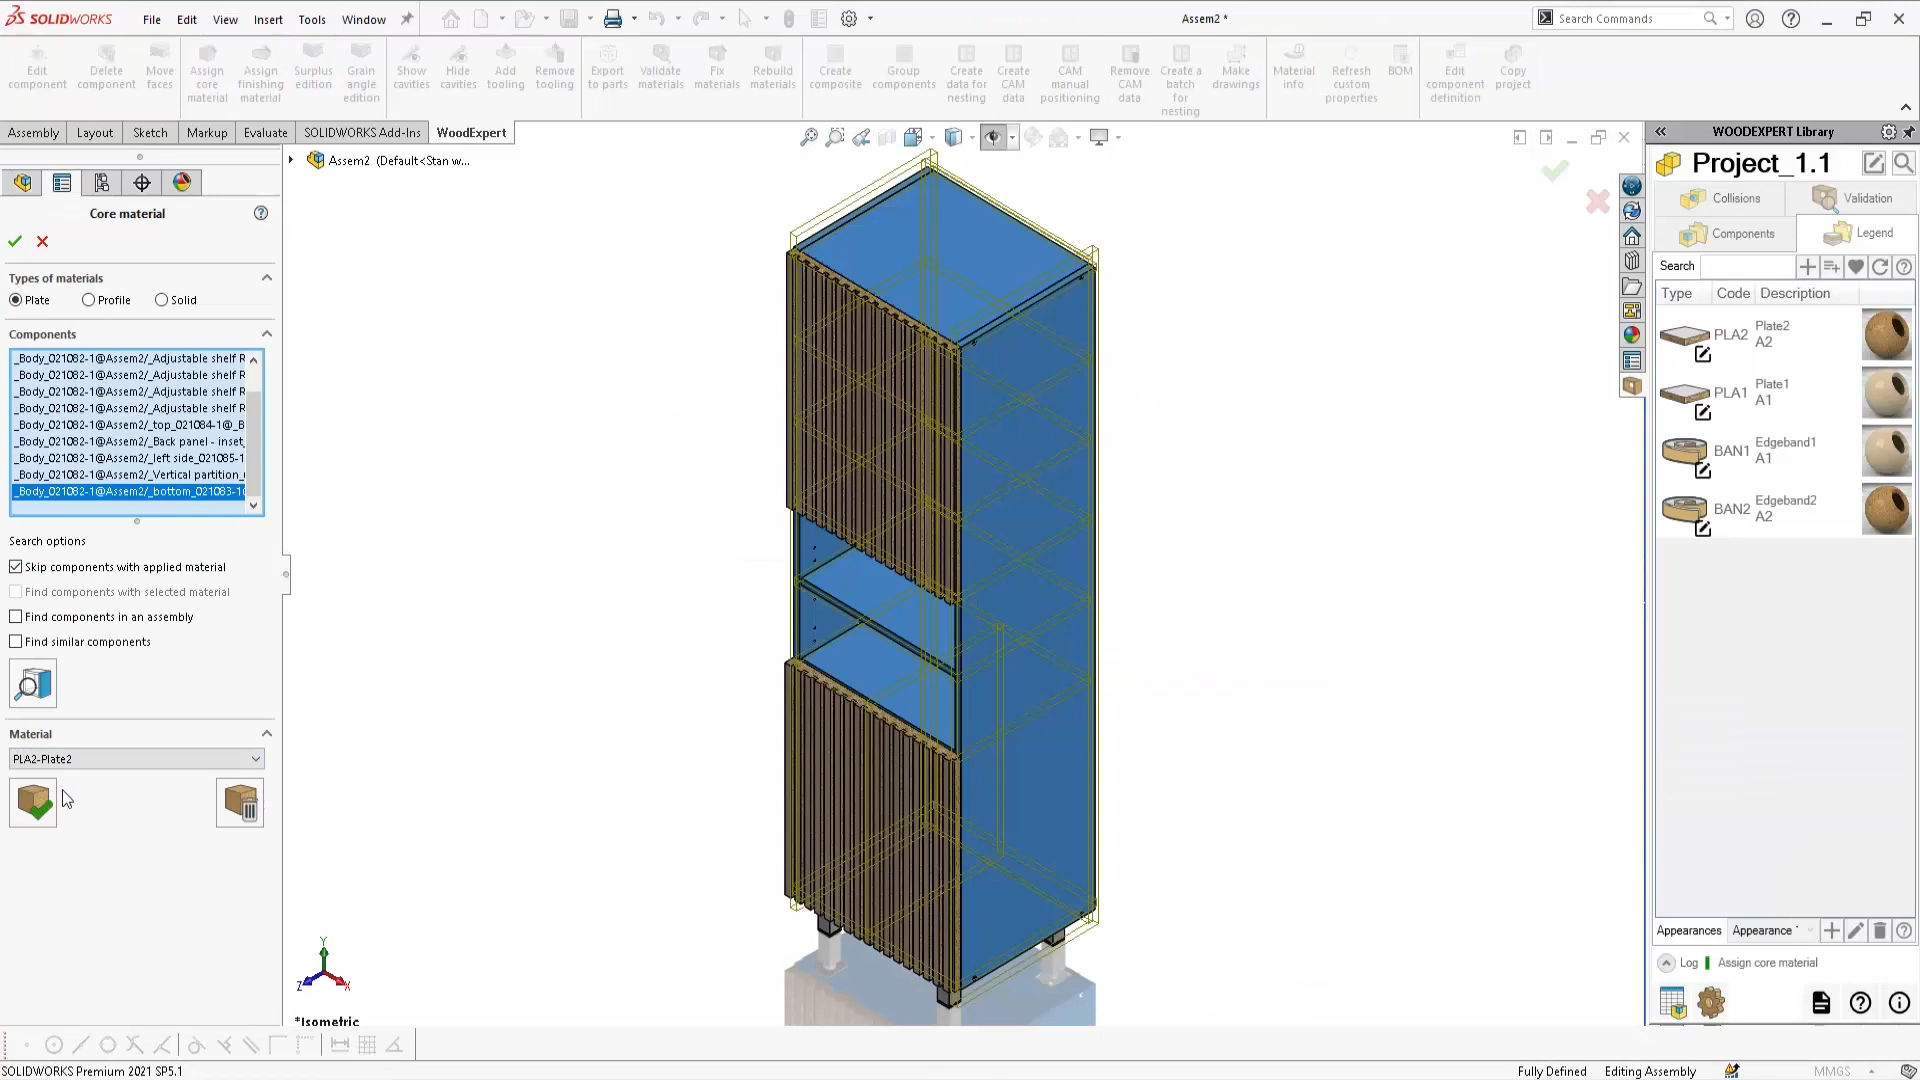 SOLIDWORKS
File Edit View Insert Tools Window
Assem2 *
Search Commands
Edit component
Delete component
Move faces
Assign core material
Assign finishing material
Surplus edition
Grain angle edition
Show cavities
Hide cavities
Add tooling
Remove tooling
Export to parts
Validate materials
Fix materials
Rebuild materials
Create composite
Group components
Create data for nesting
Create CAM data
CAM manual positioning
Remove CAM data
Create a batch for nesting
Make drawings
Material info
Refresh custom properties
BOM
Edit component definition
Copy project
Assembly Layout Sketch Markup Evaluate SOLIDWORKS Add-Ins WoodExpert
Assem2 (Default<Stan w...
Core material
Types of materials
Plate Profile Solid
Components
_Body_021082-1@Assem2/_Adjustable shelf R
_Body_021082-1@Assem2/_Adjustable shelf R
_Body_021082-1@Assem2/_Adjustable shelf R
_Body_021082-1@Assem2/_Adjustable shelf R
_Body_021082-1@Assem2/_top_021084-1@_B
_Body_021082-1@Assem2/_Back panel - inset_
_Body_021082-1@Assem2/_left side_021085-1
_Body_021082-1@Assem2/_Vertical partition_
_Body_021082-1@Assem2/_bottom_021083-1@
Search options
Skip components with applied material
Find components with selected material
Find components in an assembly
Find similar components
Material
PLA2-Plate2
Y
Z
X
*Isometric
WOODEXPERT Library
Project_1.1
Collisions Validation
Components Legend
Search
Type Code Description
PLA2 Plate2
A2
PLA1 Plate1
A1
BAN1 Edgeband1
A1
BAN2 Edgeband2
A2
Appearances Appearance
Log Assign core material
SOLIDWORKS Premium 2021 SP5.1
Fully Defined Editing Assembly MMGS